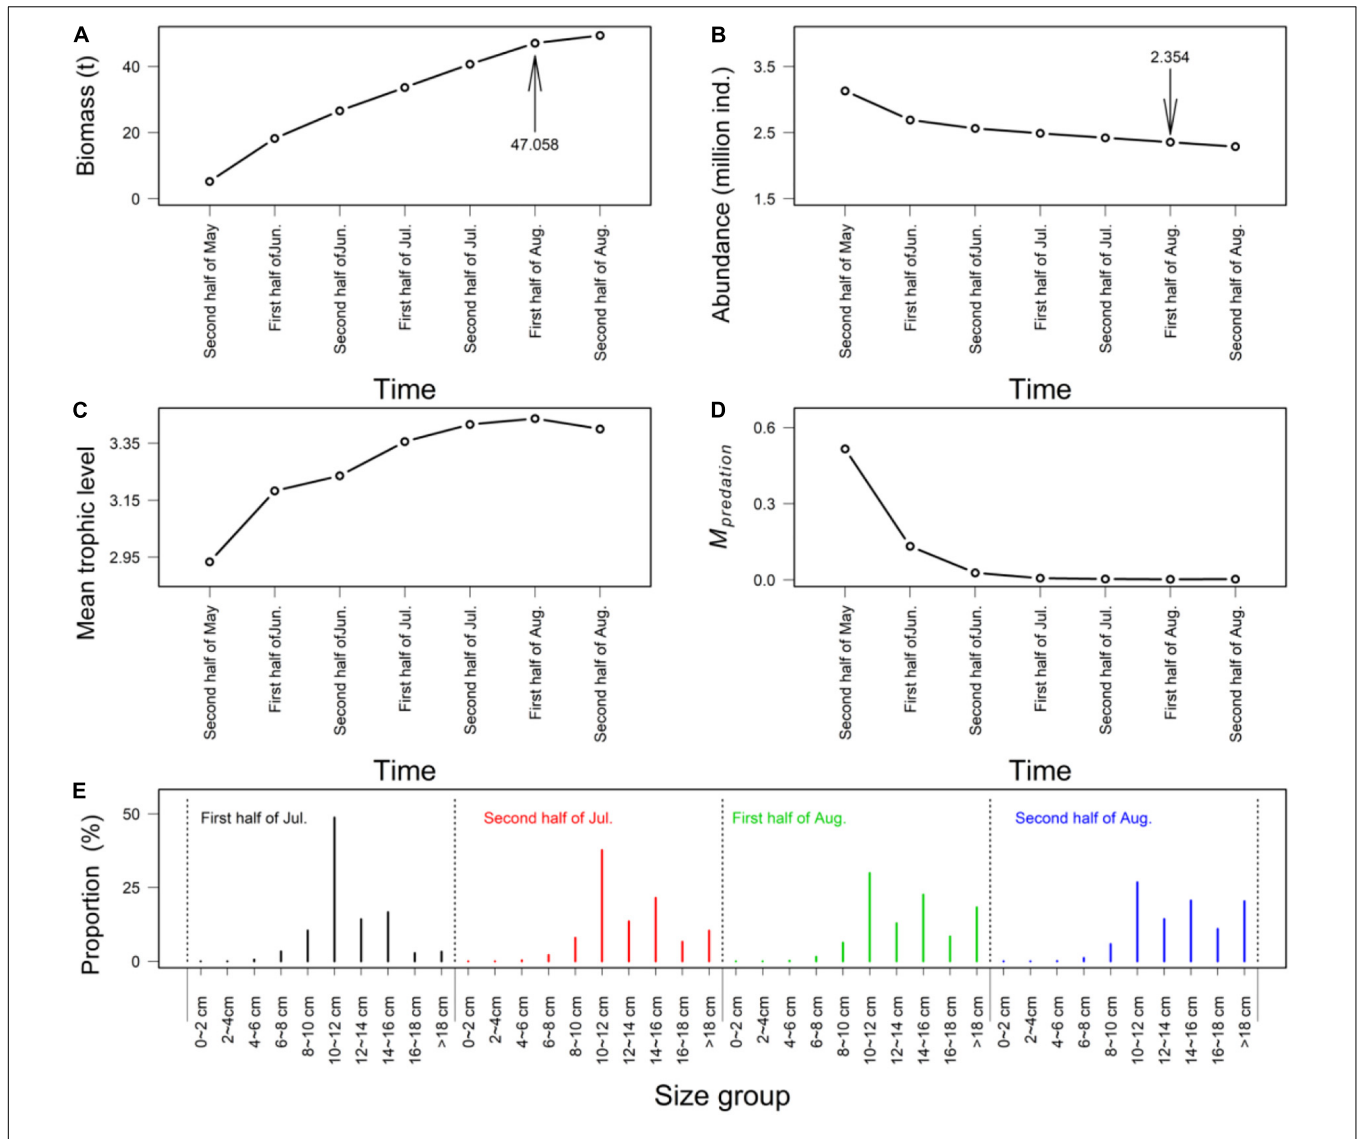 A
Biomass (t)
40
20
0
47.058
Second half of May
First half ofJun.
Second half ofJun.
First half of Jul.
Second half of Jul.
First half of Aug.
Second half of Aug.
Time
B
Abundance (million ind.)
3.5
2.5
1.5
2.354
Second half of May
First half ofJun.
Second half ofJun.
First half of Jul.
Second half of Jul.
First half of Aug.
Second half of Aug.
Time
C
Mean trophic level
3.35
3.15
2.95
Second half of May
First half ofJun.
Second half ofJun.
First half of Jul.
Second half of Jul.
First half of Aug.
Second half of Aug.
Time
D
M predation
0.6
0.3
0.0
Second half of May
First half ofJun.
Second half ofJun.
First half of Jul.
Second half of Jul.
First half of Aug.
Second half of Aug.
Time
E
Proportion (%)
50
25
0
First half of Jul.
Second half of Jul.
First half of Aug.
Second half of Aug.
0~2 cm
2~4cm
4~6 cm
6~8 cm
8~10 cm
10~12 cm
12~14 cm
14~16 cm
16~18 cm
>18 cm
0~2 cm
2~4cm
4~6 cm
6~8 cm
8~10 cm
10~12 cm
12~14 cm
14~16 cm
16~18 cm
>18 cm
0~2 cm
2~4cm
4~6 cm
6~8 cm
8~10 cm
10~12 cm
12~14 cm
14~16 cm
16~18 cm
>18 cm
0~2 cm
2~4cm
4~6 cm
6~8 cm
8~10 cm
10~12 cm
12~14 cm
14~16 cm
16~18 cm
>18 cm
Size group